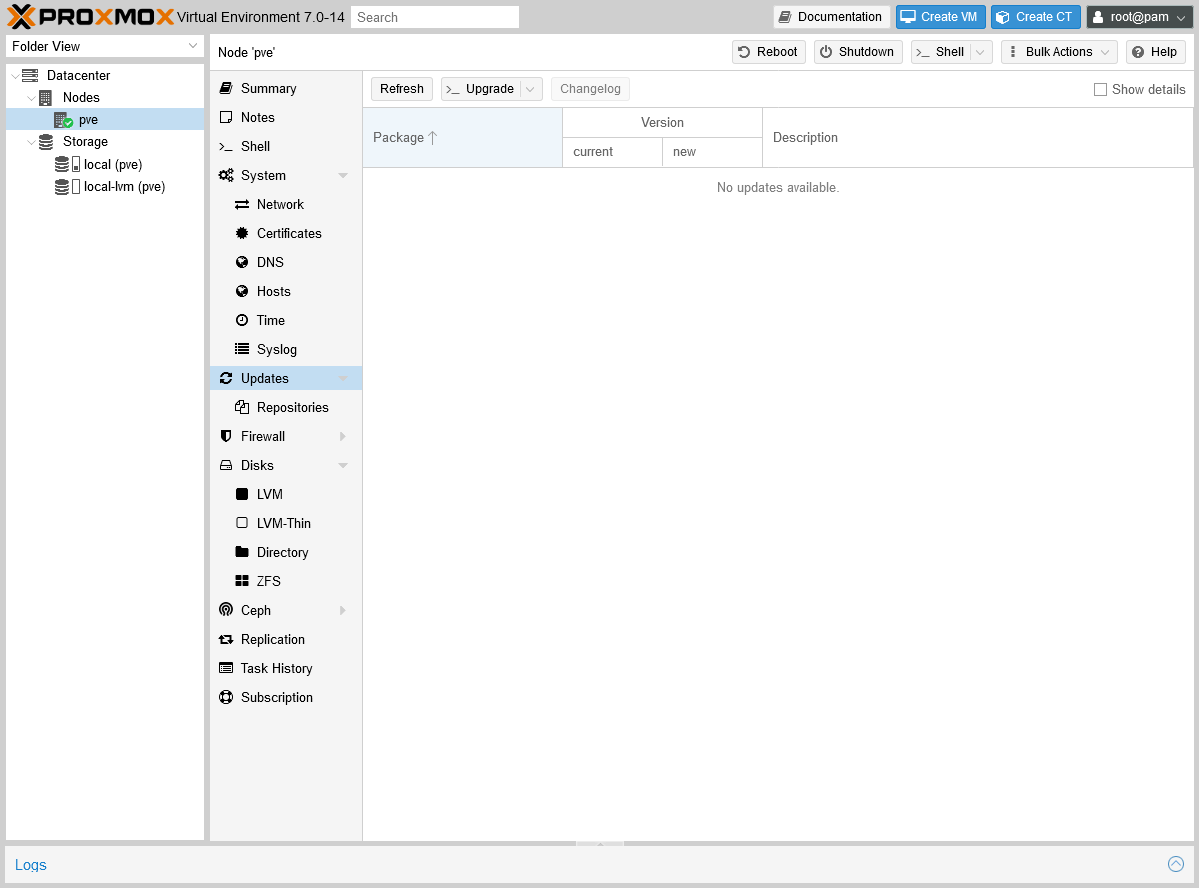 PROXMOX Virtual Environment 7.0-14 Search Documentation Create VM Create CT root@pam
Folder View
Datacenter
Nodes
pve
Storage
local (pve)
local-lvm (pve)
Node 'pve' Reboot Shutdown >_ Shell Bulk Actions Help
Summary
Notes
>_ Shell
System
Network
Certificates
DNS
Hosts
Time
Syslog
Updates
Repositories
Firewall
Disks
LVM
LVM-Thin
Directory
ZFS
Ceph
Replication
Task History
Subscription
Refresh >_ Upgrade Changelog Show details
Package Version Description
current new
No updates available.
Logs